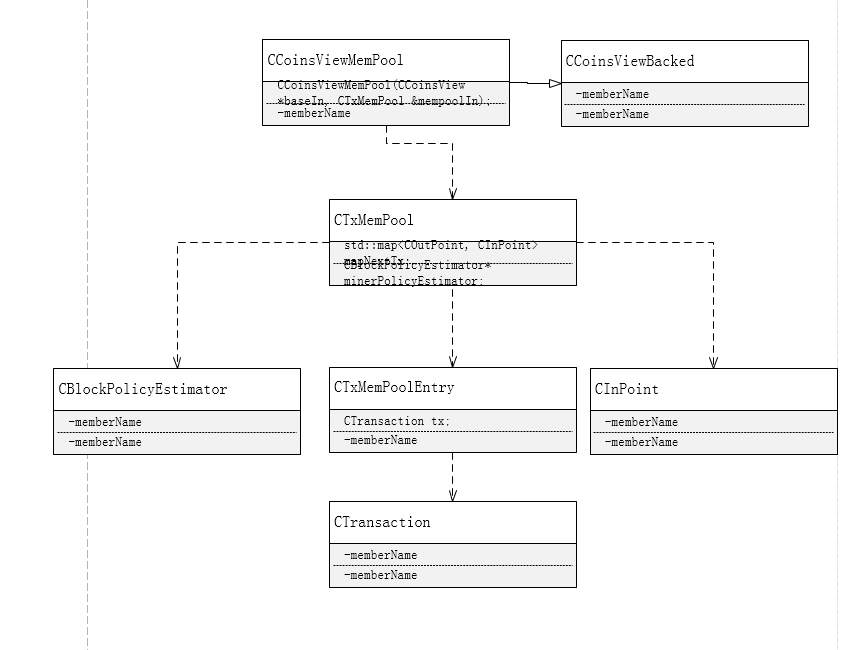 CCoinsViewMemPool
CCoinsViewMemPool(CCoinsView
*baseIn, CTxMemPool &mempoolIn);
-memberName
CCoinsViewBacked
-memberName
-memberName
CTxMemPool
std::map<COutPoint, CInPoint>
mapNextTx;
CBlockPolicyEstimator*
minerPolicyEstimator;
CBlockPolicyEstimator
-memberName
-memberName
CTxMemPoolEntry
CTransaction tx;
-memberName
CInPoint
-memberName
-memberName
CTransaction
-memberName
-memberName